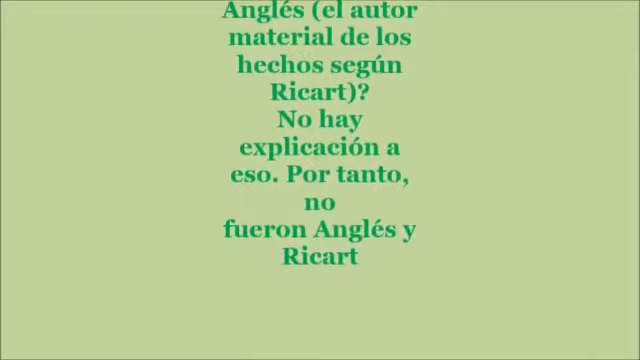 Anglés (el autor
material de los
hechos según
Ricart)?
No hay
explicación a
eso. Por tanto,
no
fueron Anglés y
Ricart